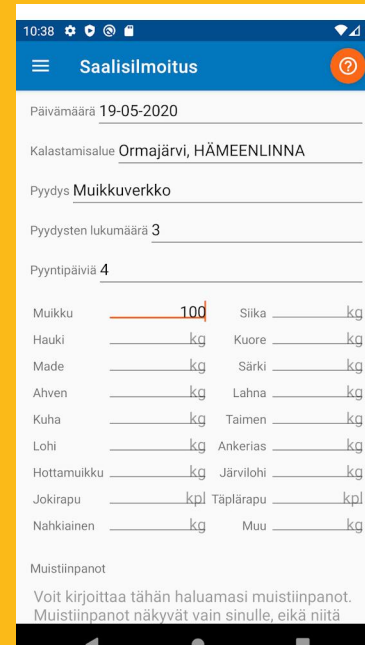 10:38
Saalisilmoitus
Päivämäärä 19-05-2020
Kalastamisalue Ormajärvi, HÄMEENLINNA
Pyydys Muikkuverkko
Pyydysten lukumäärä 3
Pyyntipäiviä 4
Muikku 100 Siika kg
Hauki kg Kuore kg
Made kg Särki kg
Ahven kg Lahna kg
Kuha kg Taimen kg
Lohi kg Ankerias kg
Hottamuikku kg Järvilohi kg
Jokirapu kpl Täplärapu kpl
Nahkiainen kg Muu kg
Muistiinpanot
Voit kirjoittaa tähän haluamasi muistiinpanot.
Muistiinpanot näkyvät vain sinulle, eikä niitä